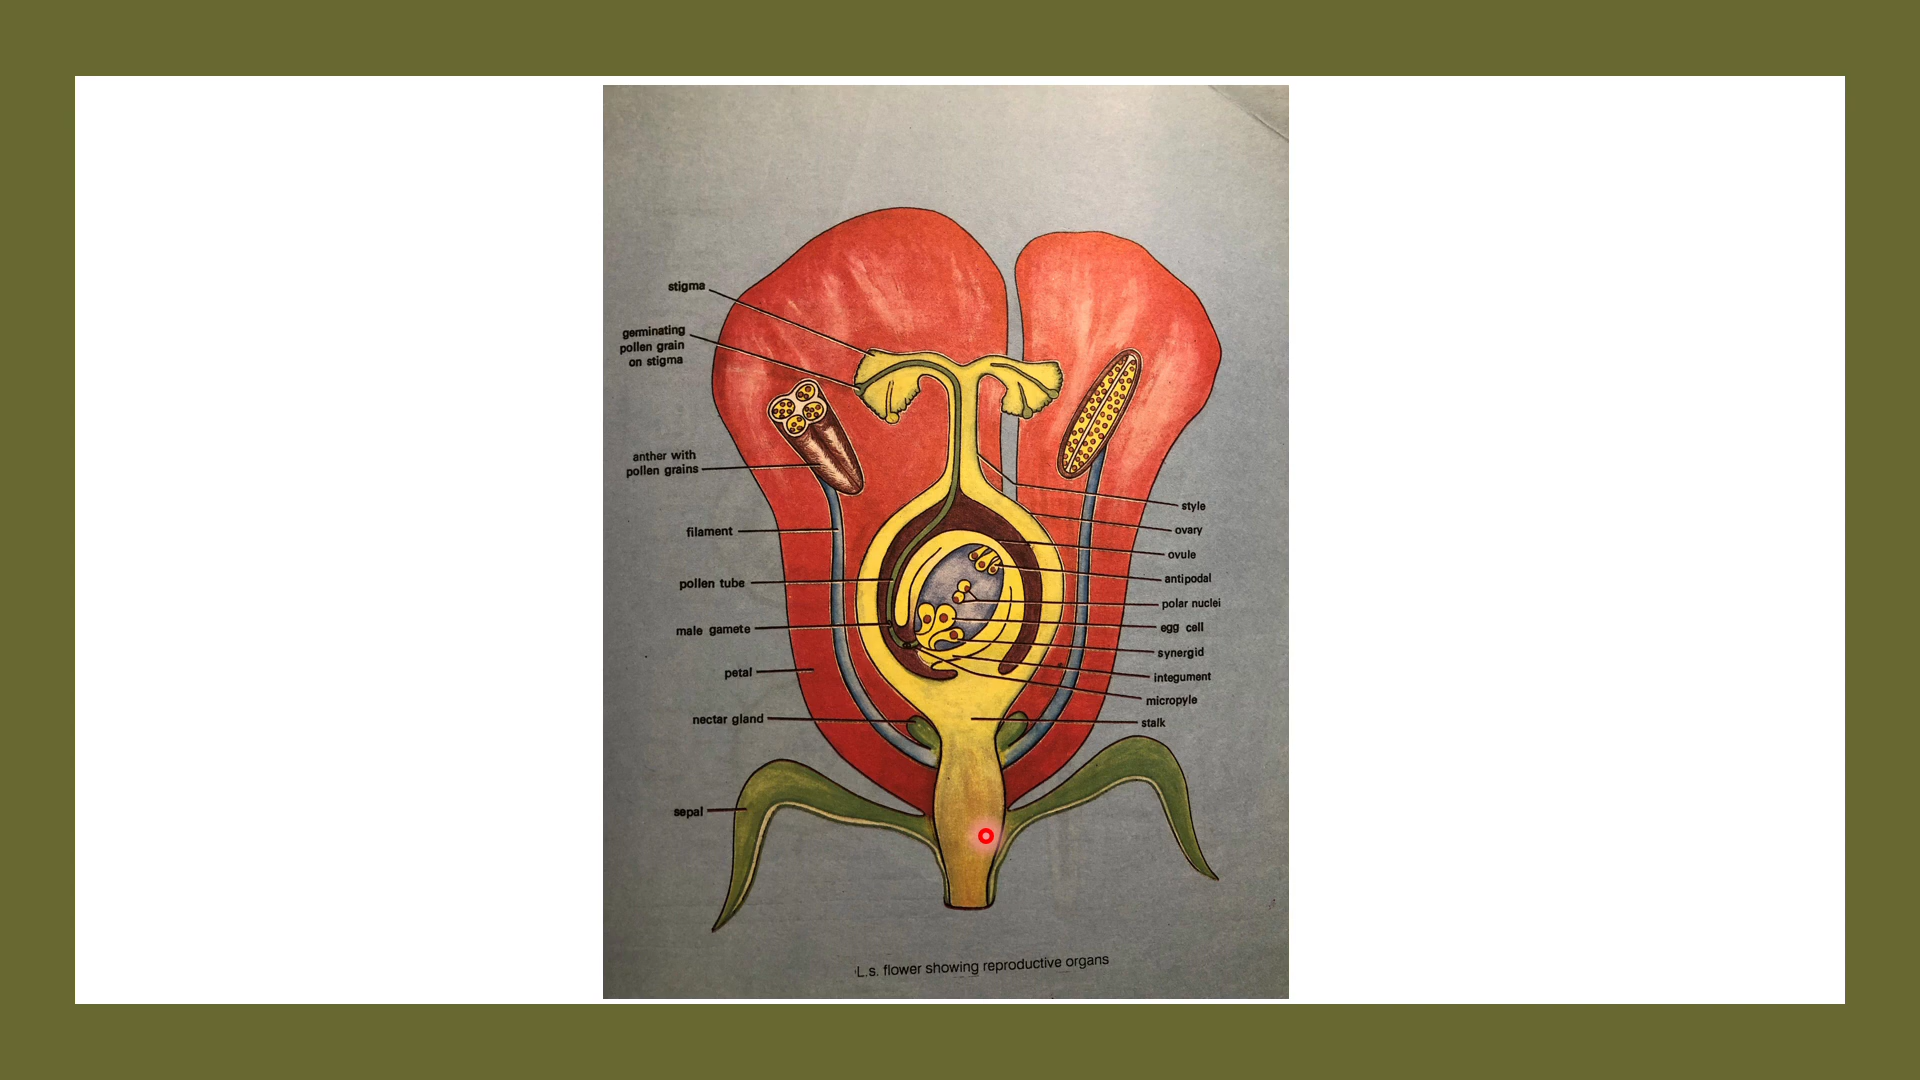 stigma
germinating
pollen grain
on stigma
anther with
pollen grains
filament
pollen tube
male gamete
petal
nectar gland
sepal
style
ovary
ovule
antipodal
polar nuclei
egg cell
synergid
integument
micropyle
stalk
L.s. flower showing reproductive organs